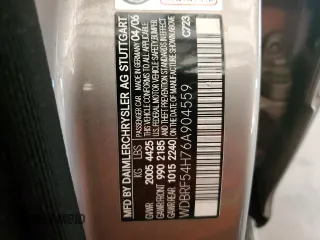 MFD BY DAIMLERCHRYSLER AG STUTTGART
PASSENGER CAR MADE IN GERMANY 04/06
KG LBS
GVWR 2005 4425
GAWR FRONT 990 2185
GAWR REAR 1015 2240
THIS VEHICLE CONFORMS TO ALL APPLICABLE
U.S. FEDERAL MOTOR VEHICLE SAFETY, BUMPER,
AND THEFT PREVENTION STANDARDS IN EFFECT
ON THE DATE OF MANUFACTURE SHOWN ABOVE
WDBRF54H76A904559
C723